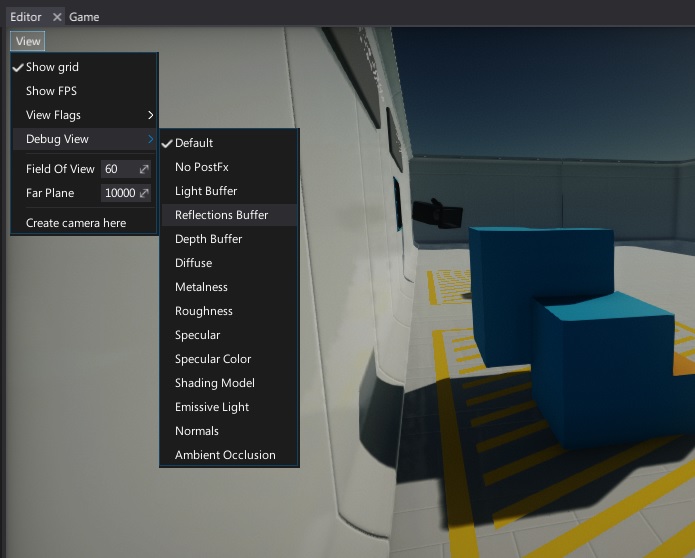 Editor Game
View
Show grid
Show FPS
View Flags
Debug View
Field Of View 60
Far Plane 10000
Create camera here
Default
No PostFx
Light Buffer
Reflections Buffer
Depth Buffer
Diffuse
Metalness
Roughness
Specular
Specular Color
Shading Model
Emissive Light
Normals
Ambient Occlusion